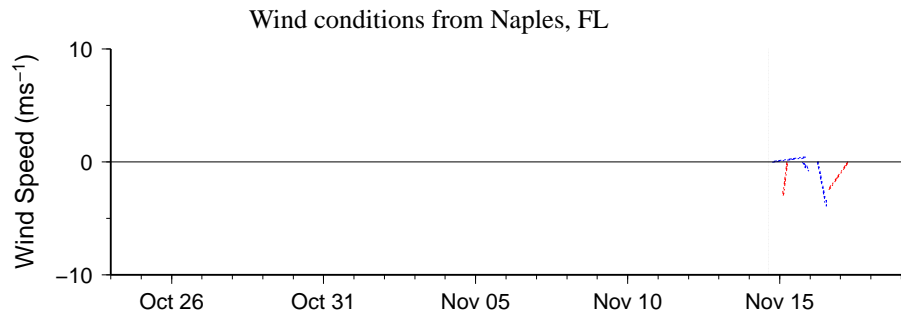 Wind conditions from Naples, FL
Wind Speed (ms⁻¹)
10
0
−10
Oct 26 Oct 31 Nov 05 Nov 10 Nov 15